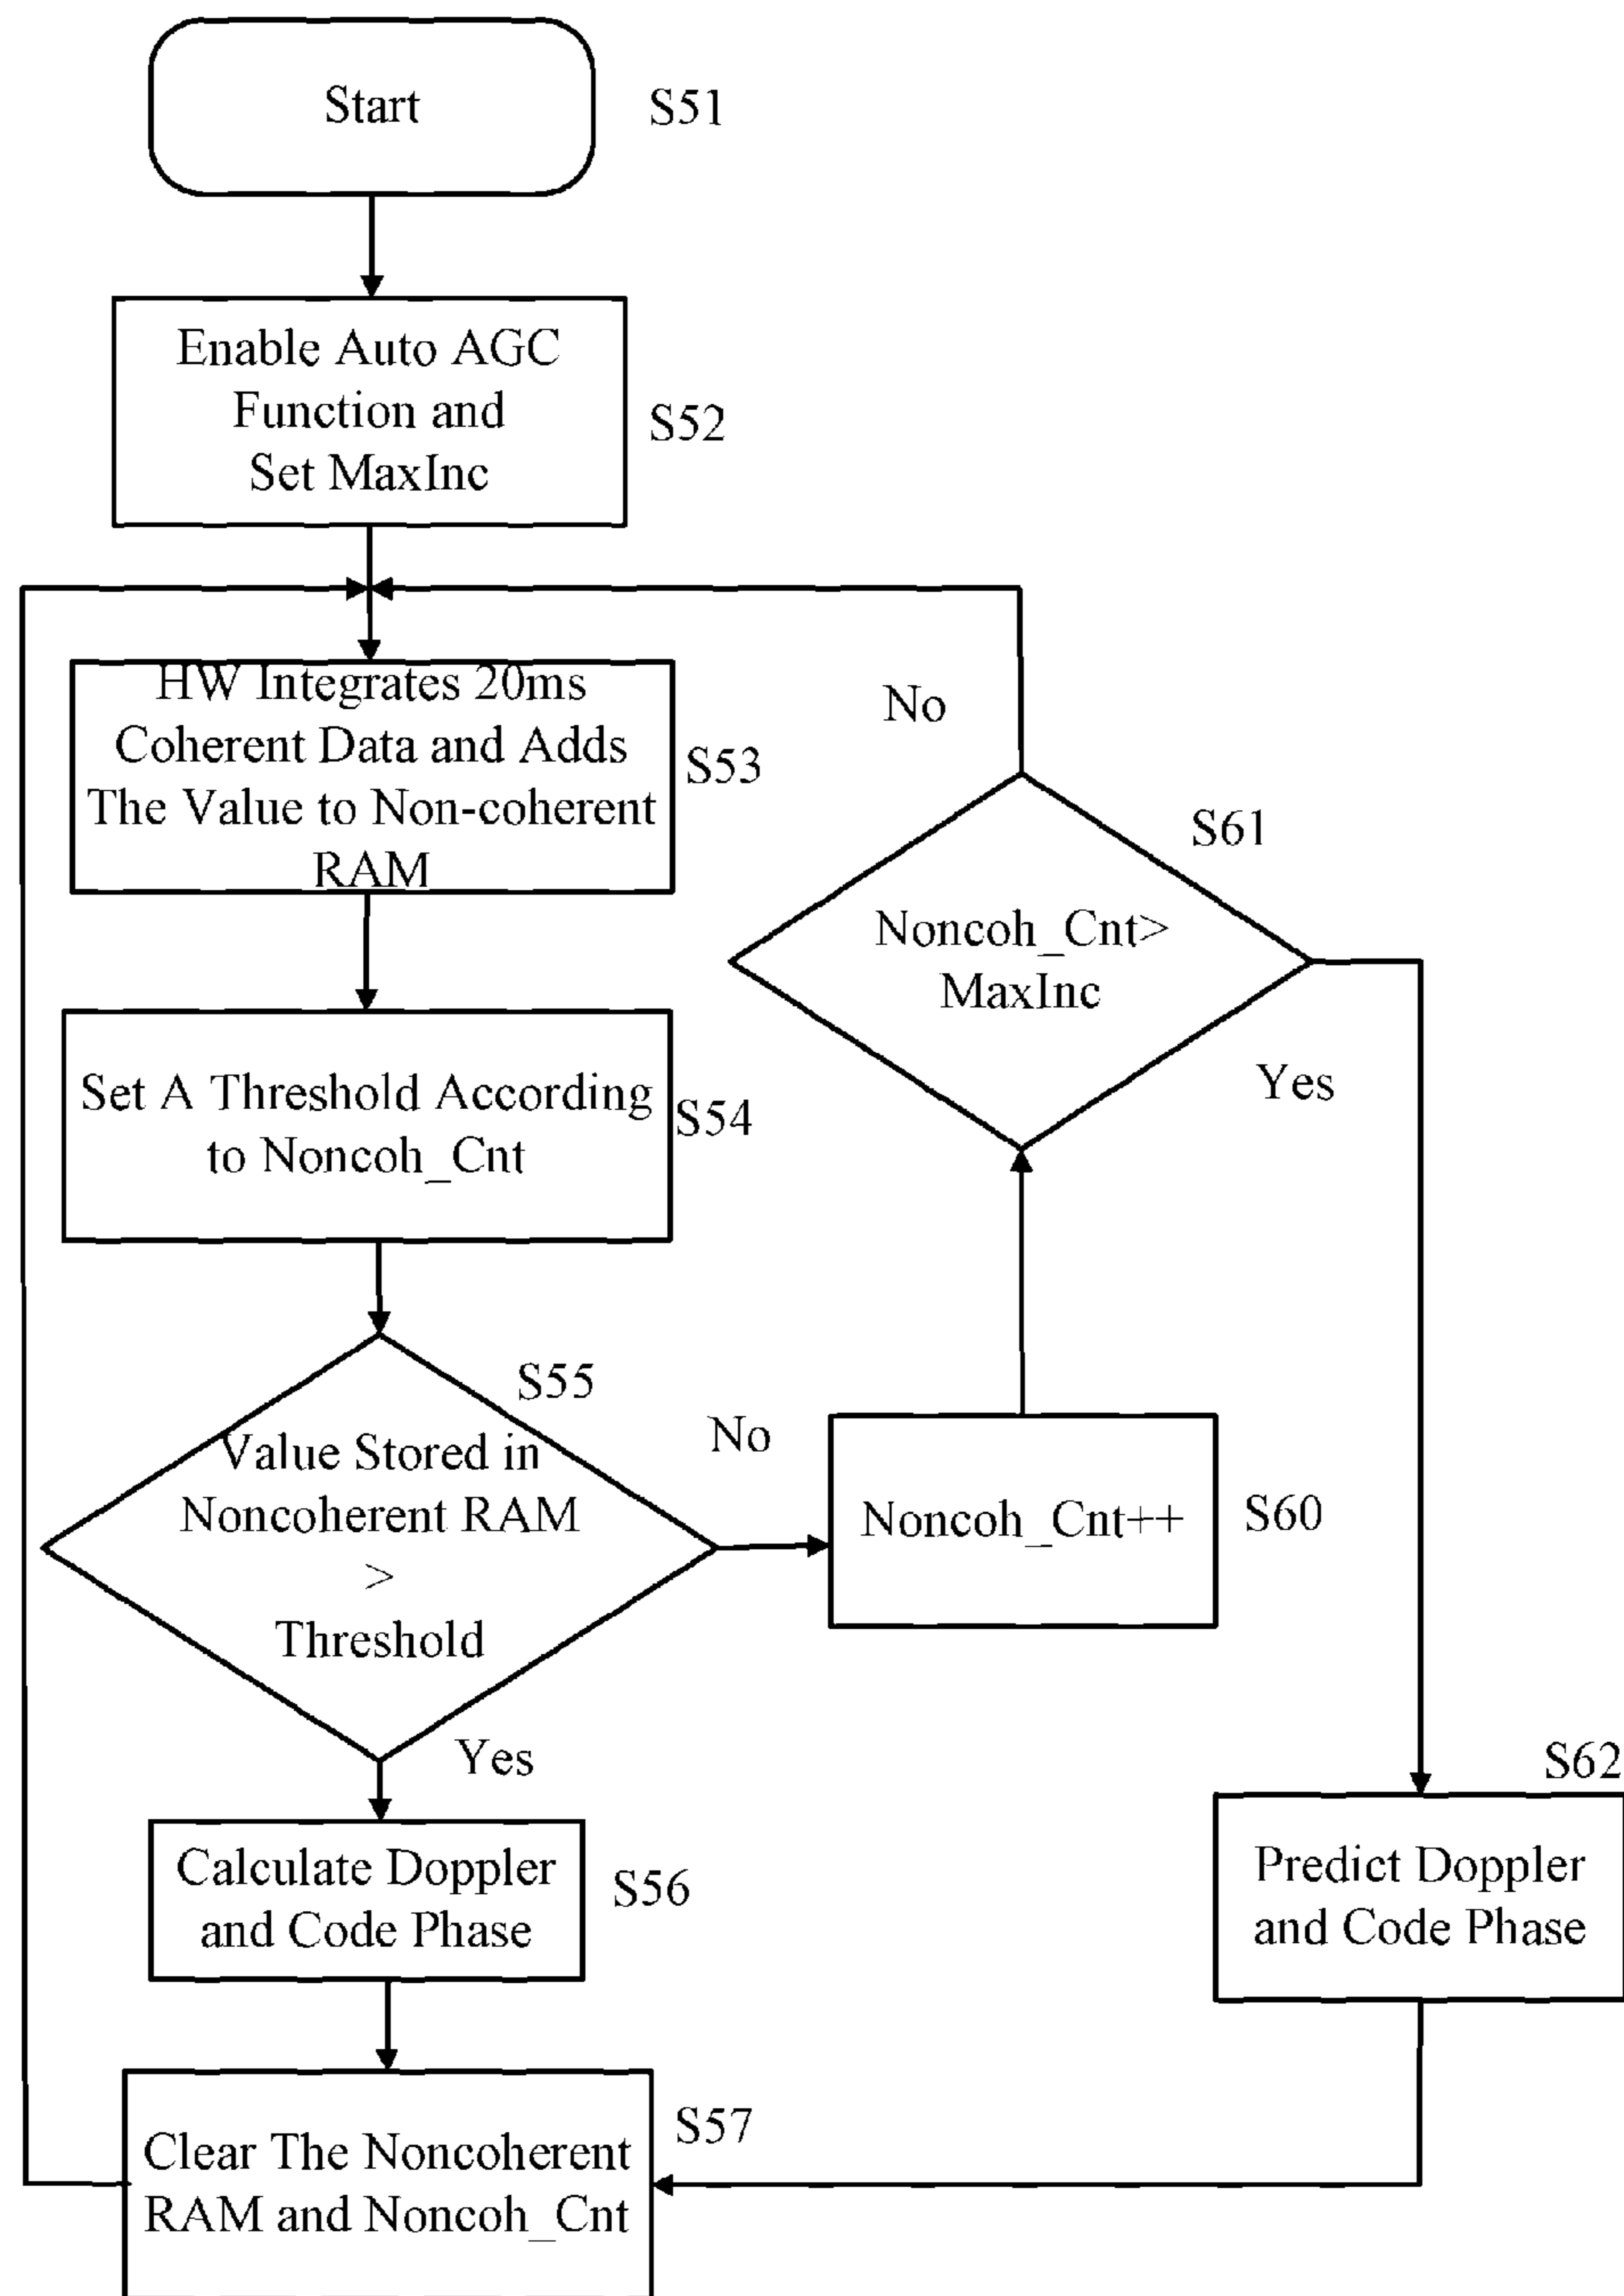 Start
S51
Enable Auto AGC
Function and
Set MaxInc
S52
HW Integrates 20ms
Coherent Data and Adds
The Value to Non-coherent
RAM
S53
Set A Threshold According
to Noncoh_Cnt
S54
Value Stored in
Noncoherent RAM
>
Threshold
S55
No
Yes
Noncoh_Cnt++
S60
Noncoh_Cnt>
MaxInc
S61
No
Yes
Calculate Doppler
and Code Phase
S56
Predict Doppler
and Code Phase
S62
Clear The Noncoherent
RAM and Noncoh_Cnt
S57